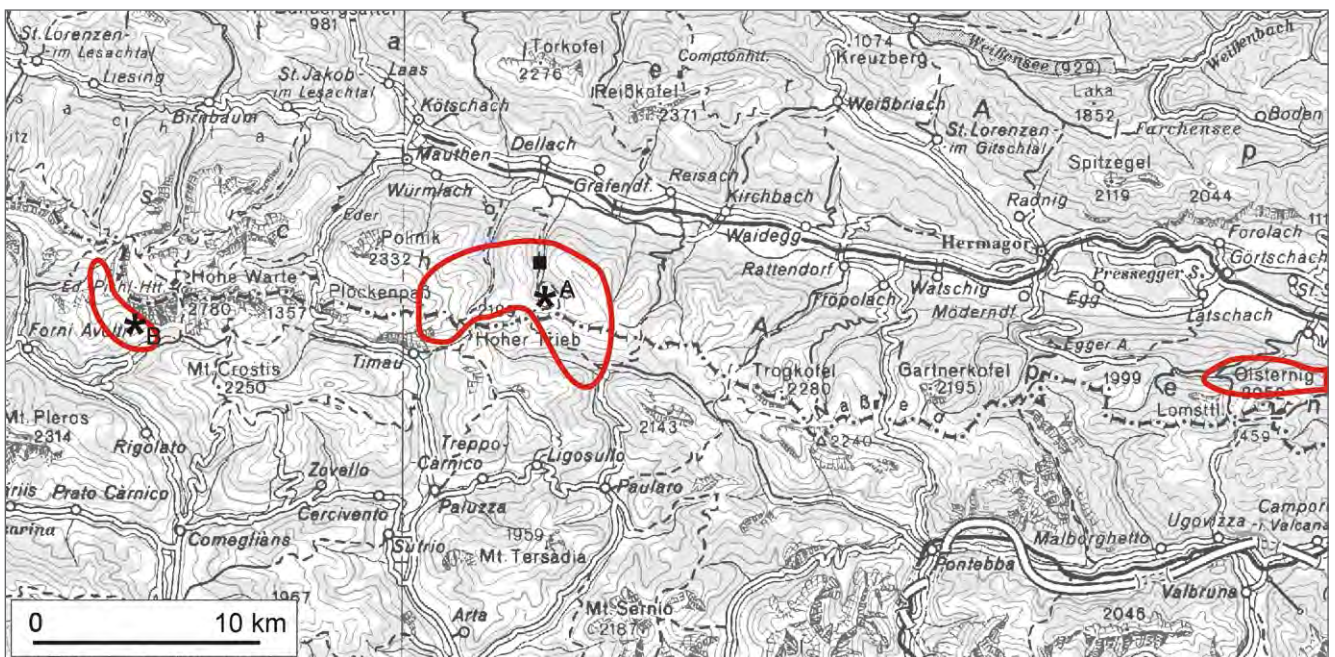 981
St. Lorenzen-
im Lesachtal
Liesing
St. Jakob-
im Lesachtal
Birnbaum
Laas
Kötschach
Mauthen
Würmlach
Dellach
Torkofel
2276
Reißkofel
2371
Comptonhtt.
Grafendf.
Reisach
Kirchbach
Waidegg
Rattendorf
1074
Kreuzberg
Weißbriach
Weißensee (929)
Weißenbach
Laka
1852
Farchensee
Boden
St. Lorenzen-
im Gitschtal
Spitzegel
2119
2044
Radnig
Hermagor
Forolach
Görtschach
Pressegger S.
Egg
Latschach
Egger A
Watschig
Möderndf.
Tröpolach
Eder
Polinik
2332
Hohe Warte
2780
1357
Plöckenpaß
A
B
Forni Avoltri
Timau
Hoher Trieb
Mt. Crostis
2250
Mt. Pleros
2314
Rigolato
Zovello
Prato Càrnico
Cercivento
Comeglians
Treppo-
Càrnico
Ligosullo
Paluzza
Paularo
2143
Sutrio
1959
Mt. Tersadia
Arta
1967
Mt. Sernio
2187
Trogkofel
2280
Gartnerkofel
2195
Naßfeld
2240
1999
Oisternig
Lomsttl.
1459
Ugovizza
Malborghetto
Pontebba
Valbruna
2046
0 10 km